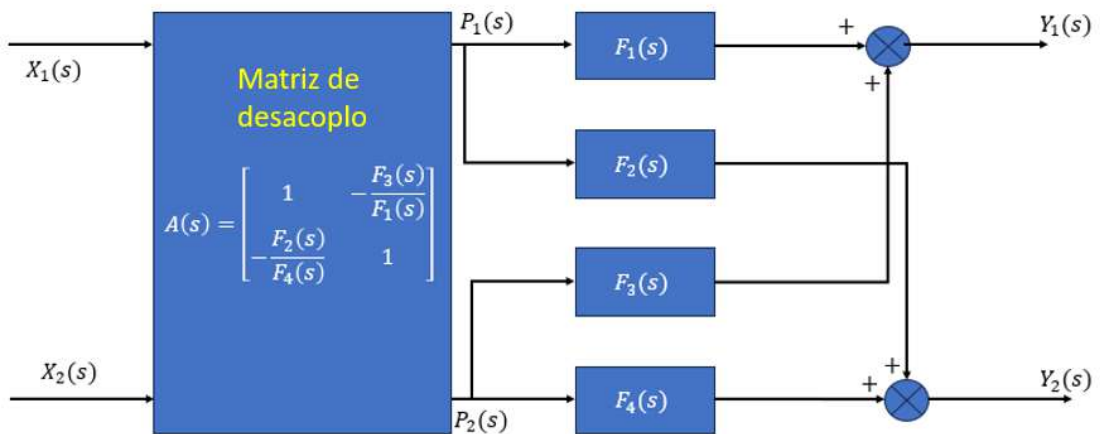 P₁(s)
Y₁(s)
X₁(s)
+
F₁(s)
+
Matriz de
desacoplo
F₂(s)
A(s) = [ 1  -F₃(s)/F₁(s) ; -F₂(s)/F₄(s)  1 ]
F₃(s)
X₂(s)
+
+
F₄(s)
Y₂(s)
P₂(s)